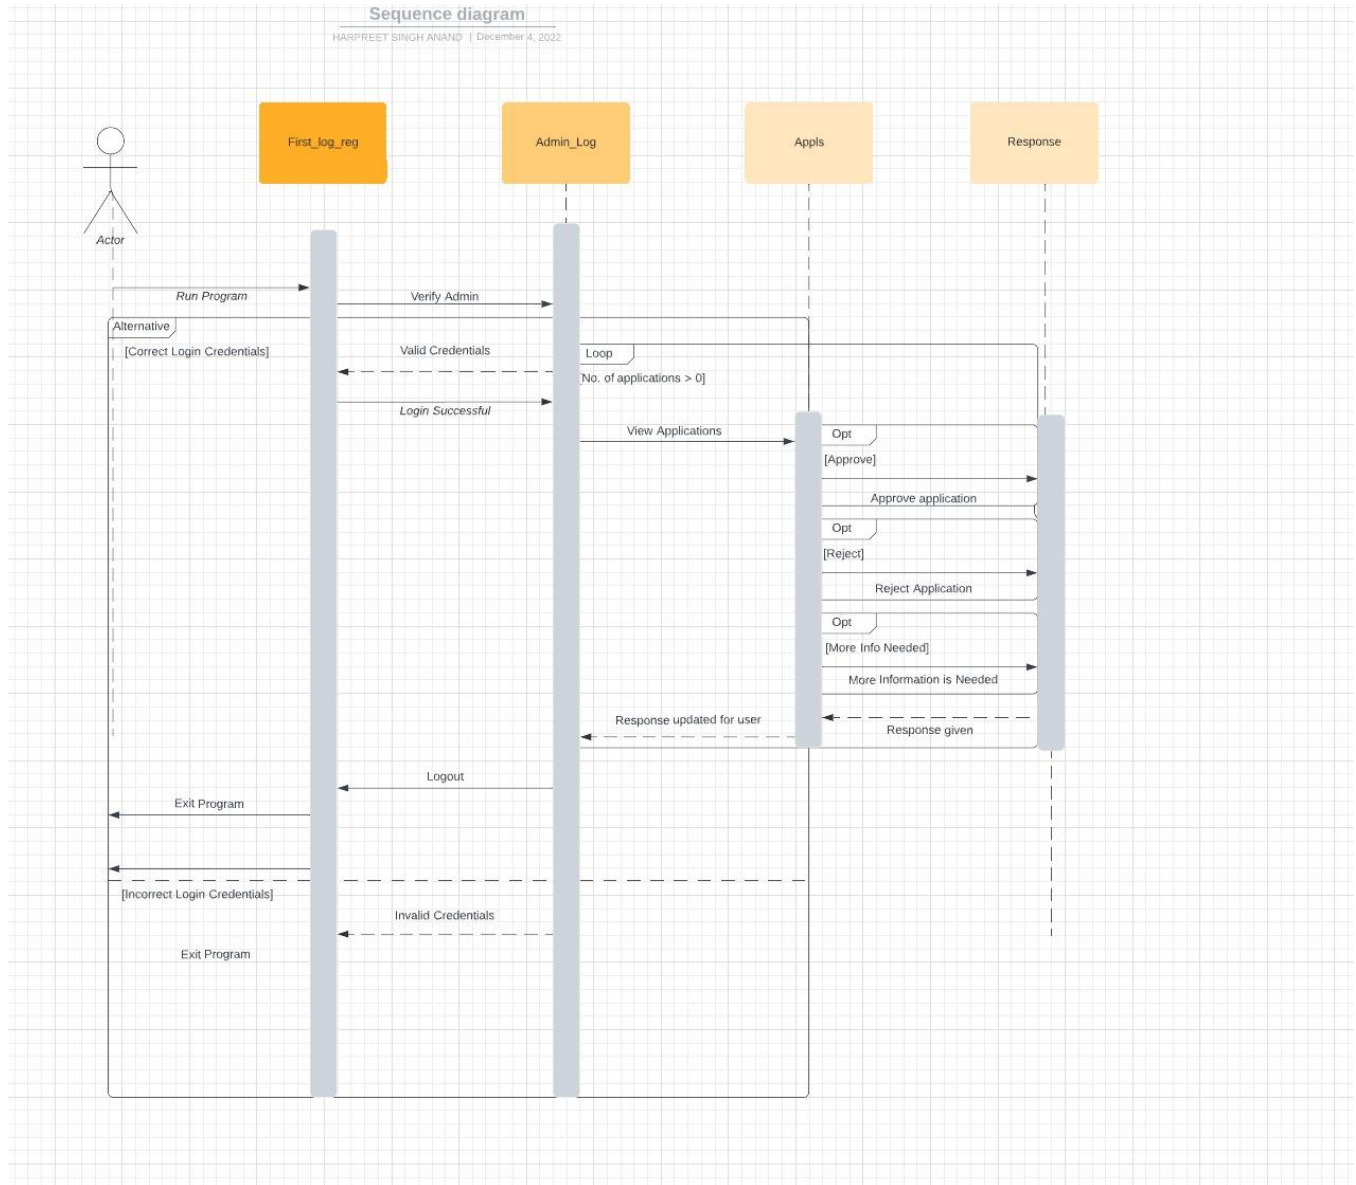 Sequence diagram
HARPREET SINGH ANAND | December 4, 2022
First_log_reg
Admin_Log
Appls
Response
Actor
Run Program
Verify Admin
Alternative
[Correct Login Credentials]
Valid Credentials
Loop
[No. of applications > 0]
Login Successful
View Applications
Opt
[Approve]
Approve application
Opt
[Reject]
Reject Application
Opt
[More Info Needed]
More Information is Needed
Response updated for user
Response given
Logout
Exit Program
[Incorrect Login Credentials]
Invalid Credentials
Exit Program